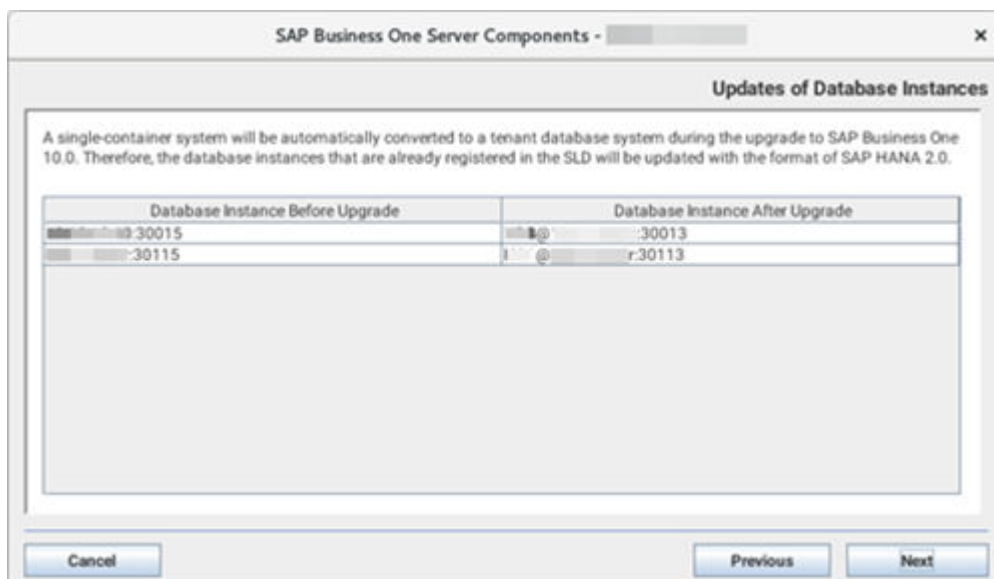 SAP Business One Server Components -
Updates of Database Instances
A single-container system will be automatically converted to a tenant database system during the upgrade to SAP Business One
10.0. Therefore, the database instances that are already registered in the SLD will be updated with the format of SAP HANA 2.0.
Database Instance Before Upgrade Database Instance After Upgrade
:30015 @ :30013
:30115 @ r:30113
Cancel Previous Next